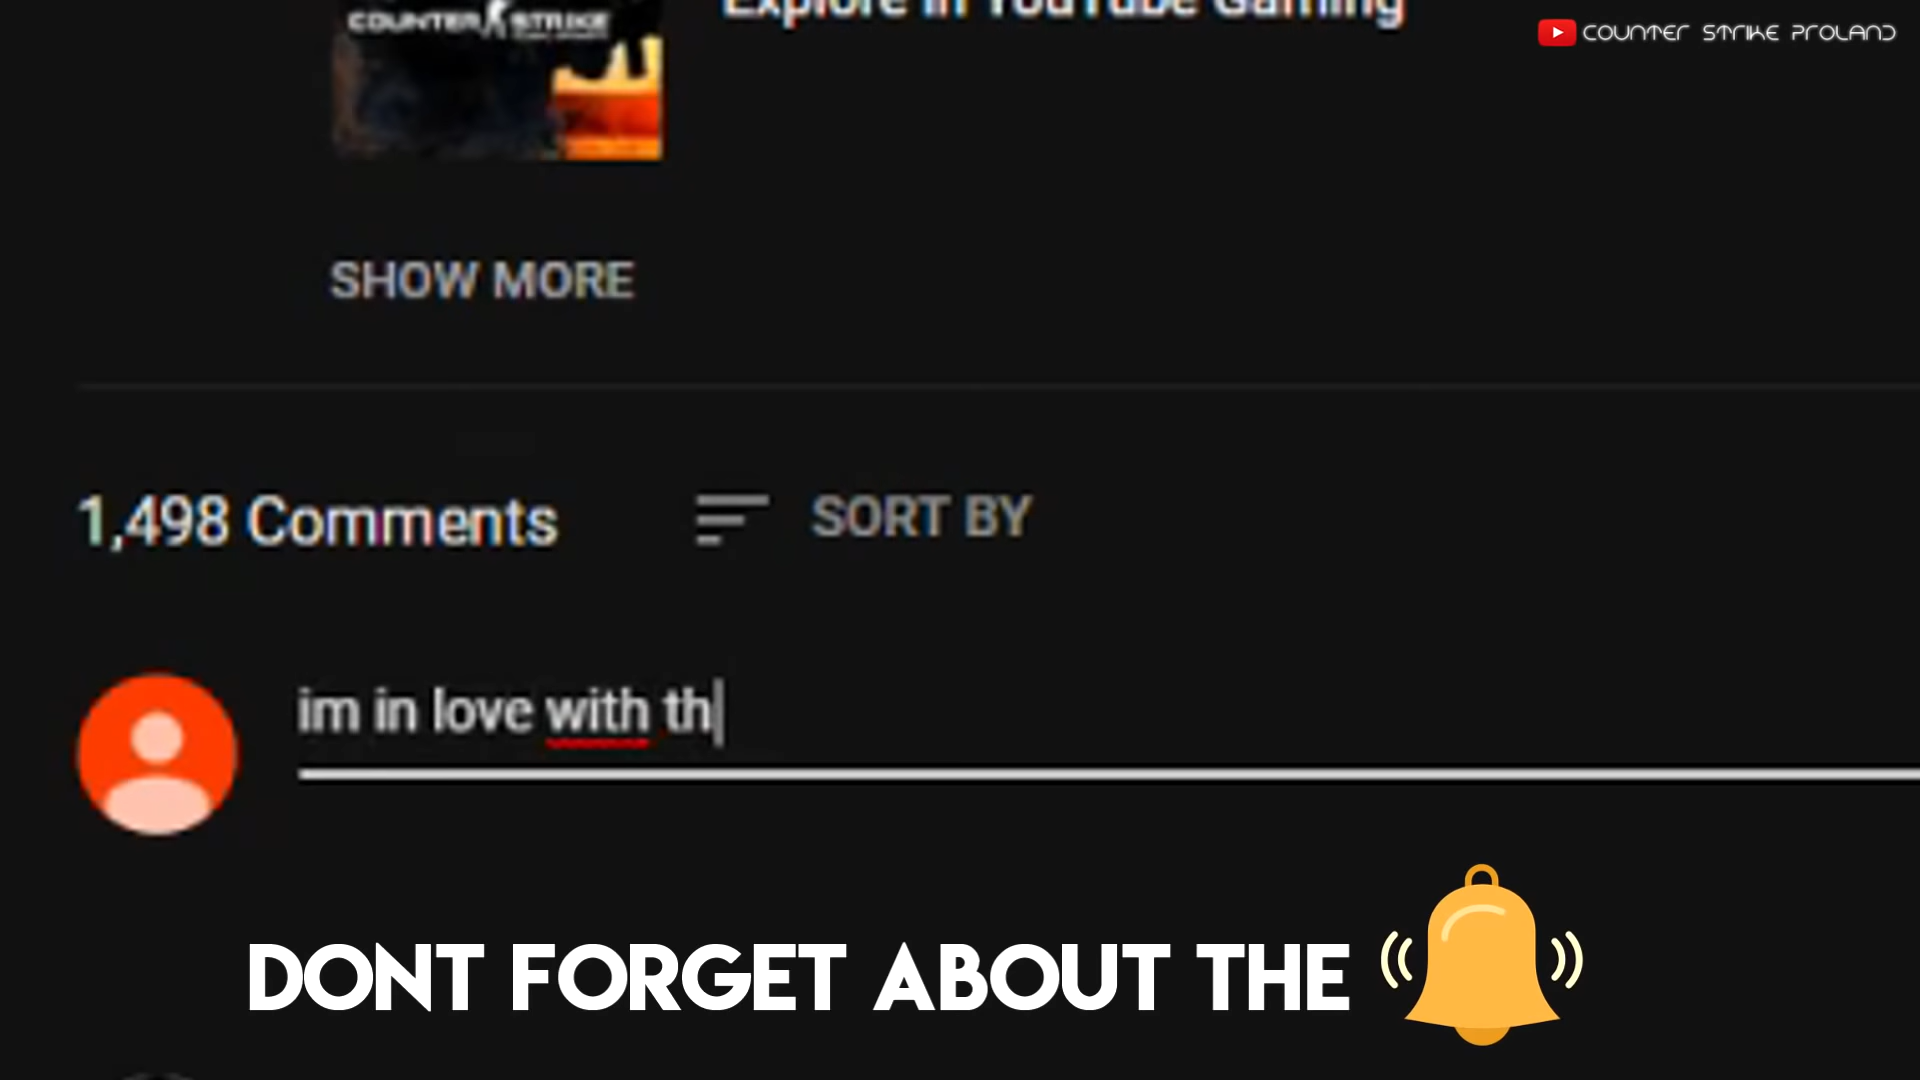 Explore in YouTube Gaming
COUNTER STRIKE
COUNTER STRIKE PROLAND
SHOW MORE
1,498 Comments
SORT BY
im in love with th
DONT FORGET ABOUT THE